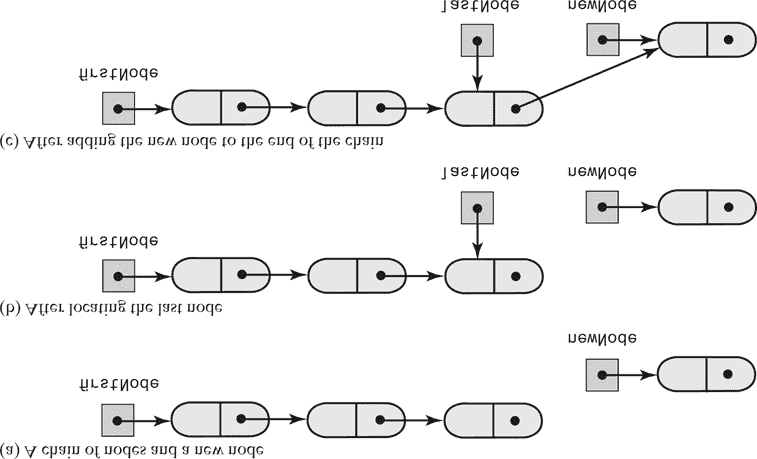 (a) A chain of nodes and a new node
firstNode
newNode
(b) After locating the last node
firstNode
lastNode
newNode
(c) After adding the new node to the end of the chain
firstNode
lastNode
newNode